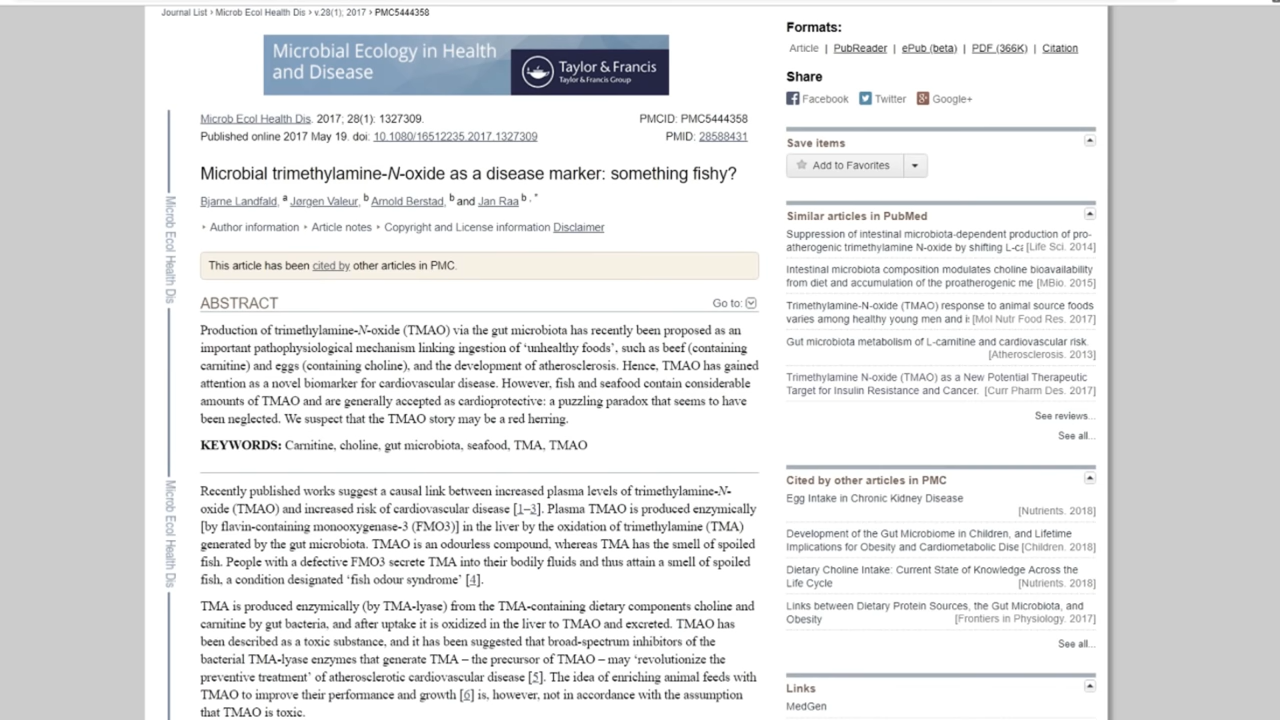 Journal List > Microb Ecol Health Dis > v.28(1); 2017 > PMC5444358
Microbial Ecology in Health
and Disease
Taylor & Francis
Taylor & Francis Group
Microb Ecol Health Dis. 2017; 28(1): 1327309.
PMCID: PMC5444358
Published online 2017 May 19. doi: 10.1080/16512235.2017.1327309
PMID: 28588431
Microbial trimethylamine-N-oxide as a disease marker: something fishy?
Bjarne Landfald, a Jørgen Valeur, b Arnold Berstad, b and Jan Raa b , *
Author information Article notes Copyright and License information Disclaimer
This article has been cited by other articles in PMC.
ABSTRACT
Go to:
Production of trimethylamine-N-oxide (TMAO) via the gut microbiota has recently been proposed as an
important pathophysiological mechanism linking ingestion of ‘unhealthy foods’, such as beef (containing
carnitine) and eggs (containing choline), and the development of atherosclerosis. Hence, TMAO has gained
attention as a novel biomarker for cardiovascular disease. However, fish and seafood contain considerable
amounts of TMAO and are generally accepted as cardioprotective: a puzzling paradox that seems to have
been neglected. We suspect that the TMAO story may be a red herring.
KEYWORDS: Carnitine, choline, gut microbiota, seafood, TMA, TMAO
Recently published works suggest a causal link between increased plasma levels of trimethylamine-N-
oxide (TMAO) and increased risk of cardiovascular disease [1–3]. Plasma TMAO is produced enzymically
[by flavin-containing monooxygenase-3 (FMO3)] in the liver by the oxidation of trimethylamine (TMA)
generated by the gut microbiota. TMAO is an odourless compound, whereas TMA has the smell of spoiled
fish. People with a defective FMO3 secrete TMA into their bodily fluids and thus attain a smell of spoiled
fish, a condition designated ‘fish odour syndrome’ [4].
TMA is produced enzymically (by TMA-lyase) from the TMA-containing dietary components choline and
carnitine by gut bacteria, and after uptake it is oxidized in the liver to TMAO and excreted. TMAO has
been described as a toxic substance, and it has been suggested that broad-spectrum inhibitors of the
bacterial TMA-lyase enzymes that generate TMA – the precursor of TMAO – may ‘revolutionize the
preventive treatment’ of atherosclerotic cardiovascular disease [5]. The idea of enriching animal feeds with
TMAO to improve their performance and growth [6] is, however, not in accordance with the assumption
that TMAO is toxic.
Microb Ecol Health Dis
Microb Ecol Health Dis
Formats:
Article | PubReader | ePub (beta) | PDF (366K) | Citation
Share
Facebook Twitter Google+
Save items
Add to Favorites
Similar articles in PubMed
Suppression of intestinal microbiota-dependent production of pro-
atherogenic trimethylamine N-oxide by shifting L-ca [Life Sci. 2014]
Intestinal microbiota composition modulates choline bioavailability
from diet and accumulation of the proatherogenic me [MBio. 2015]
Trimethylamine-N-oxide (TMAO) response to animal source foods
varies among healthy young men and is [Mol Nutr Food Res. 2017]
Gut microbiota metabolism of L-carnitine and cardiovascular risk.
[Atherosclerosis. 2013]
Trimethylamine N-oxide (TMAO) as a New Potential Therapeutic
Target for Insulin Resistance and Cancer. [Curr Pharm Des. 2017]
See reviews...
See all...
Cited by other articles in PMC
Egg Intake in Chronic Kidney Disease
[Nutrients. 2018]
Development of the Gut Microbiome in Children, and Lifetime
Implications for Obesity and Cardiometabolic Dise [Children. 2018]
Dietary Choline Intake: Current State of Knowledge Across the
Life Cycle [Nutrients. 2018]
Links between Dietary Protein Sources, the Gut Microbiota, and
Obesity [Frontiers in Physiology. 2017]
See all...
Links
MedGen